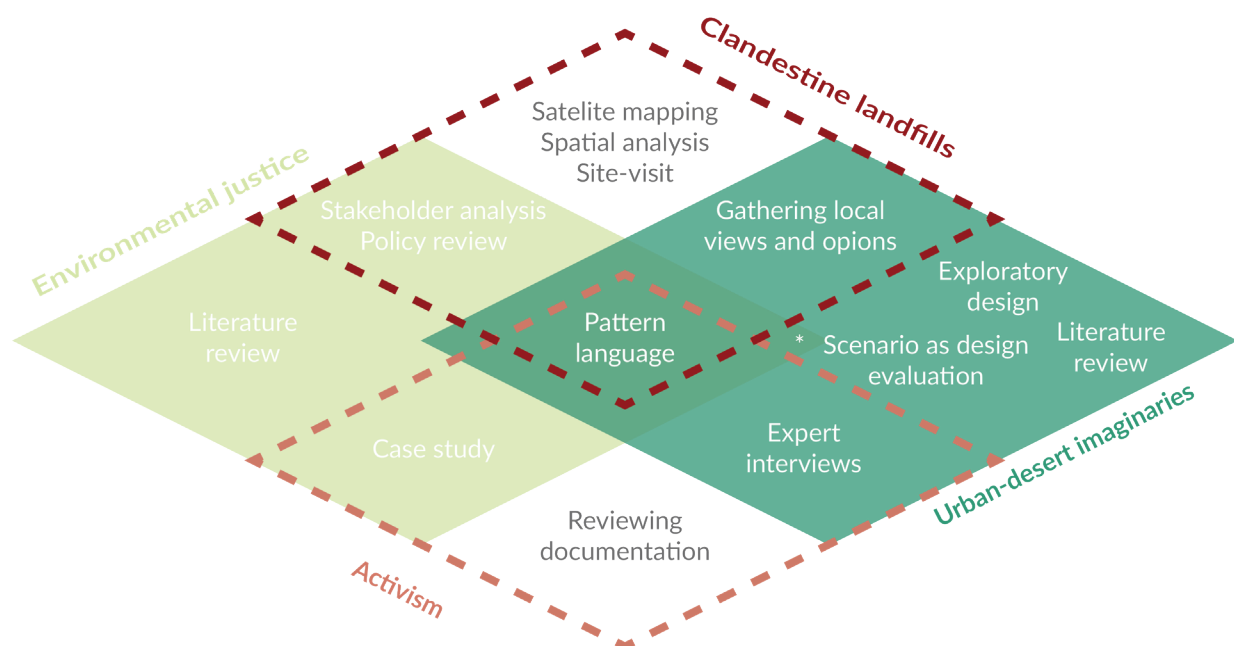 Clandestine landfills
Satelite mapping
Spatial analysis
Site-visit
Environmental justice
Stakeholder analysis
Policy review
Gathering local
views and opions
Exploratory
design
Literature
review
Pattern
language
*
Scenario as design
evaluation
Literature
review
Case study
Expert
interviews
Urban-desert imaginaries
Reviewing
documentation
Activism